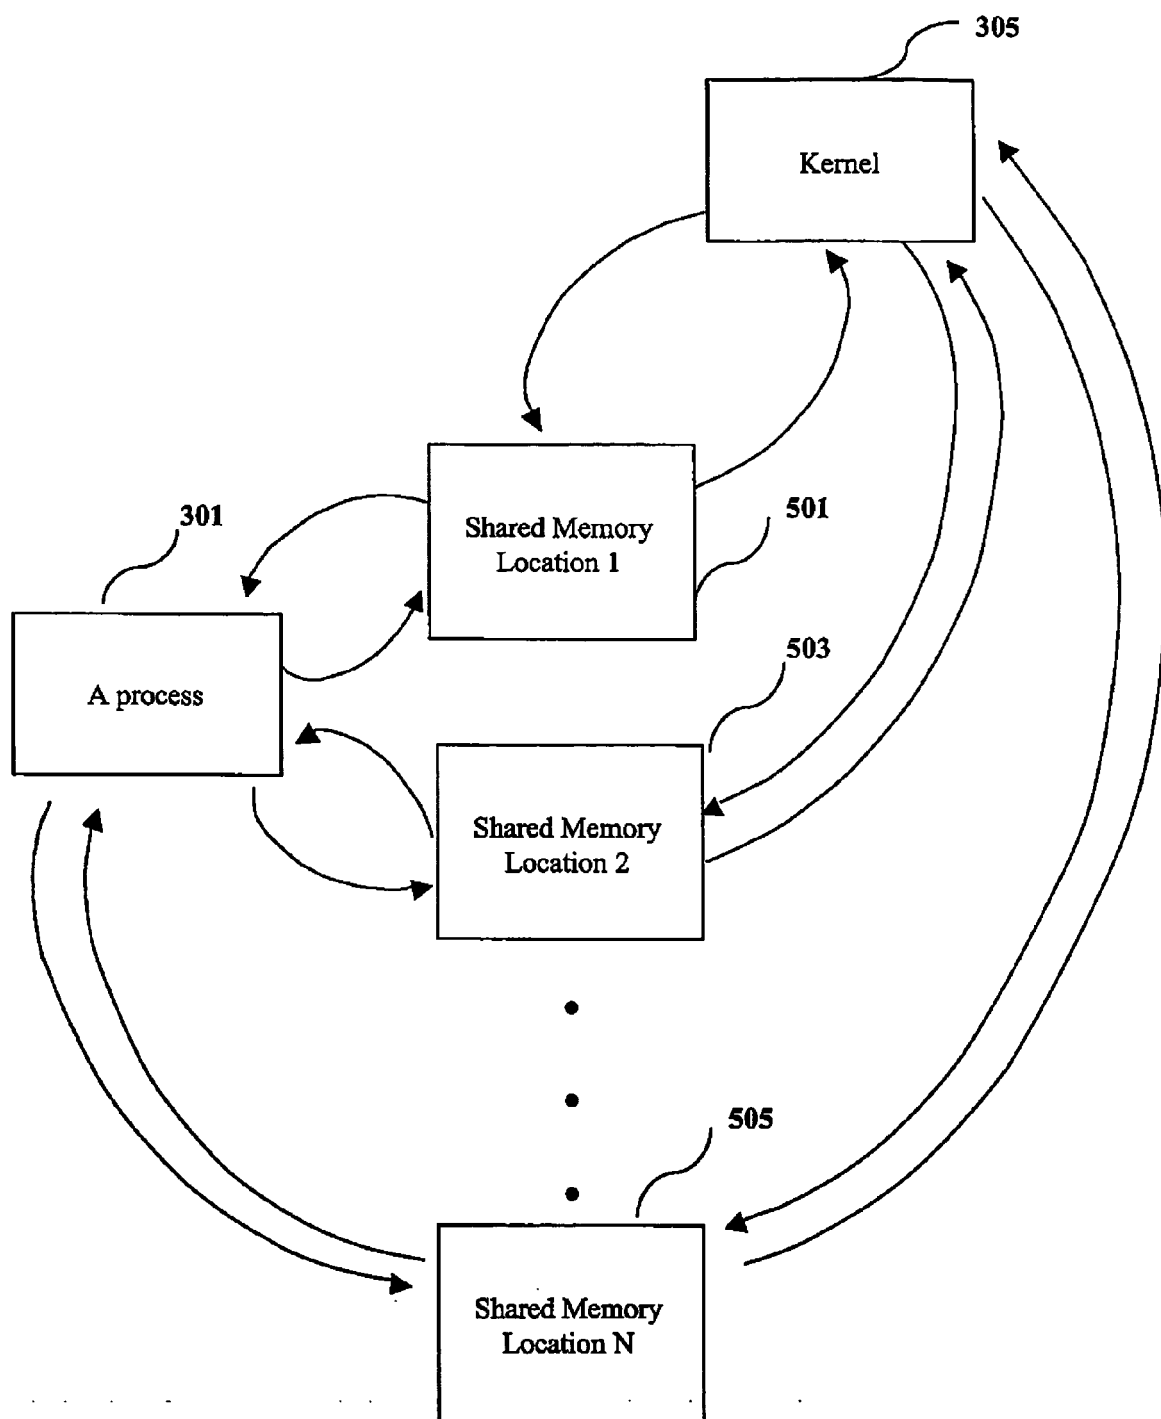 305
Kernel
Shared Memory
Location 1
501
301
A process
503
Shared Memory
Location 2
505
Shared Memory
Location N